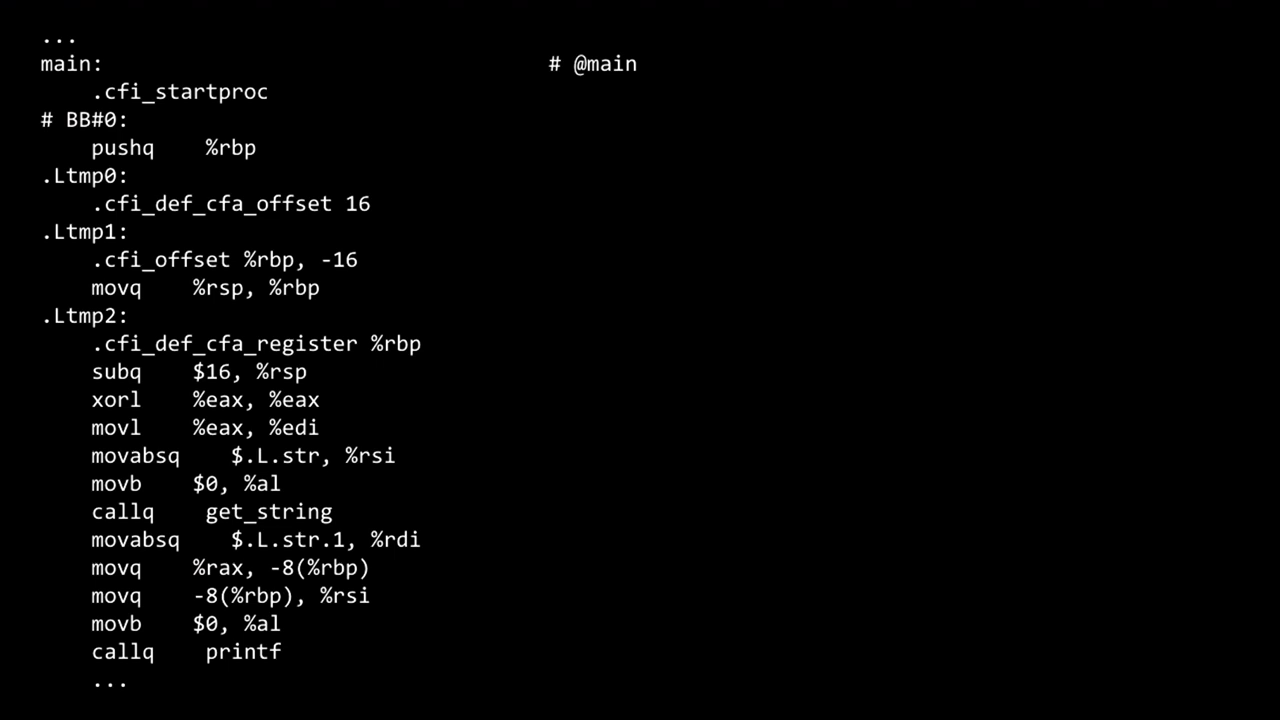 ...
main:                                   # @main
    .cfi_startproc
# BB#0:
    pushq    %rbp
.Ltmp0:
    .cfi_def_cfa_offset 16
.Ltmp1:
    .cfi_offset %rbp, -16
    movq    %rsp, %rbp
.Ltmp2:
    .cfi_def_cfa_register %rbp
    subq    $16, %rsp
    xorl    %eax, %eax
    movl    %eax, %edi
    movabsq    $.L.str, %rsi
    movb    $0, %al
    callq    get_string
    movabsq    $.L.str.1, %rdi
    movq    %rax, -8(%rbp)
    movq    -8(%rbp), %rsi
    movb    $0, %al
    callq    printf
    ...